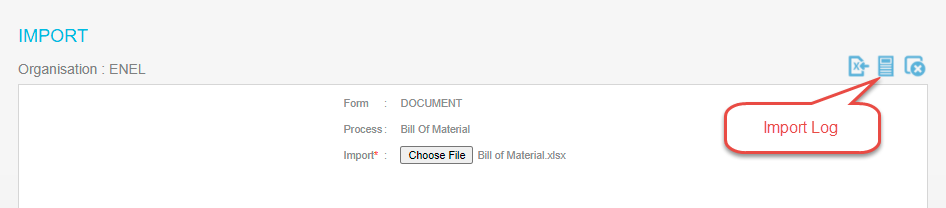 IMPORT
Organisation : ENEL
Form : DOCUMENT
Process : Bill Of Material
Import* : Choose File Bill of Material.xlsx
Import Log